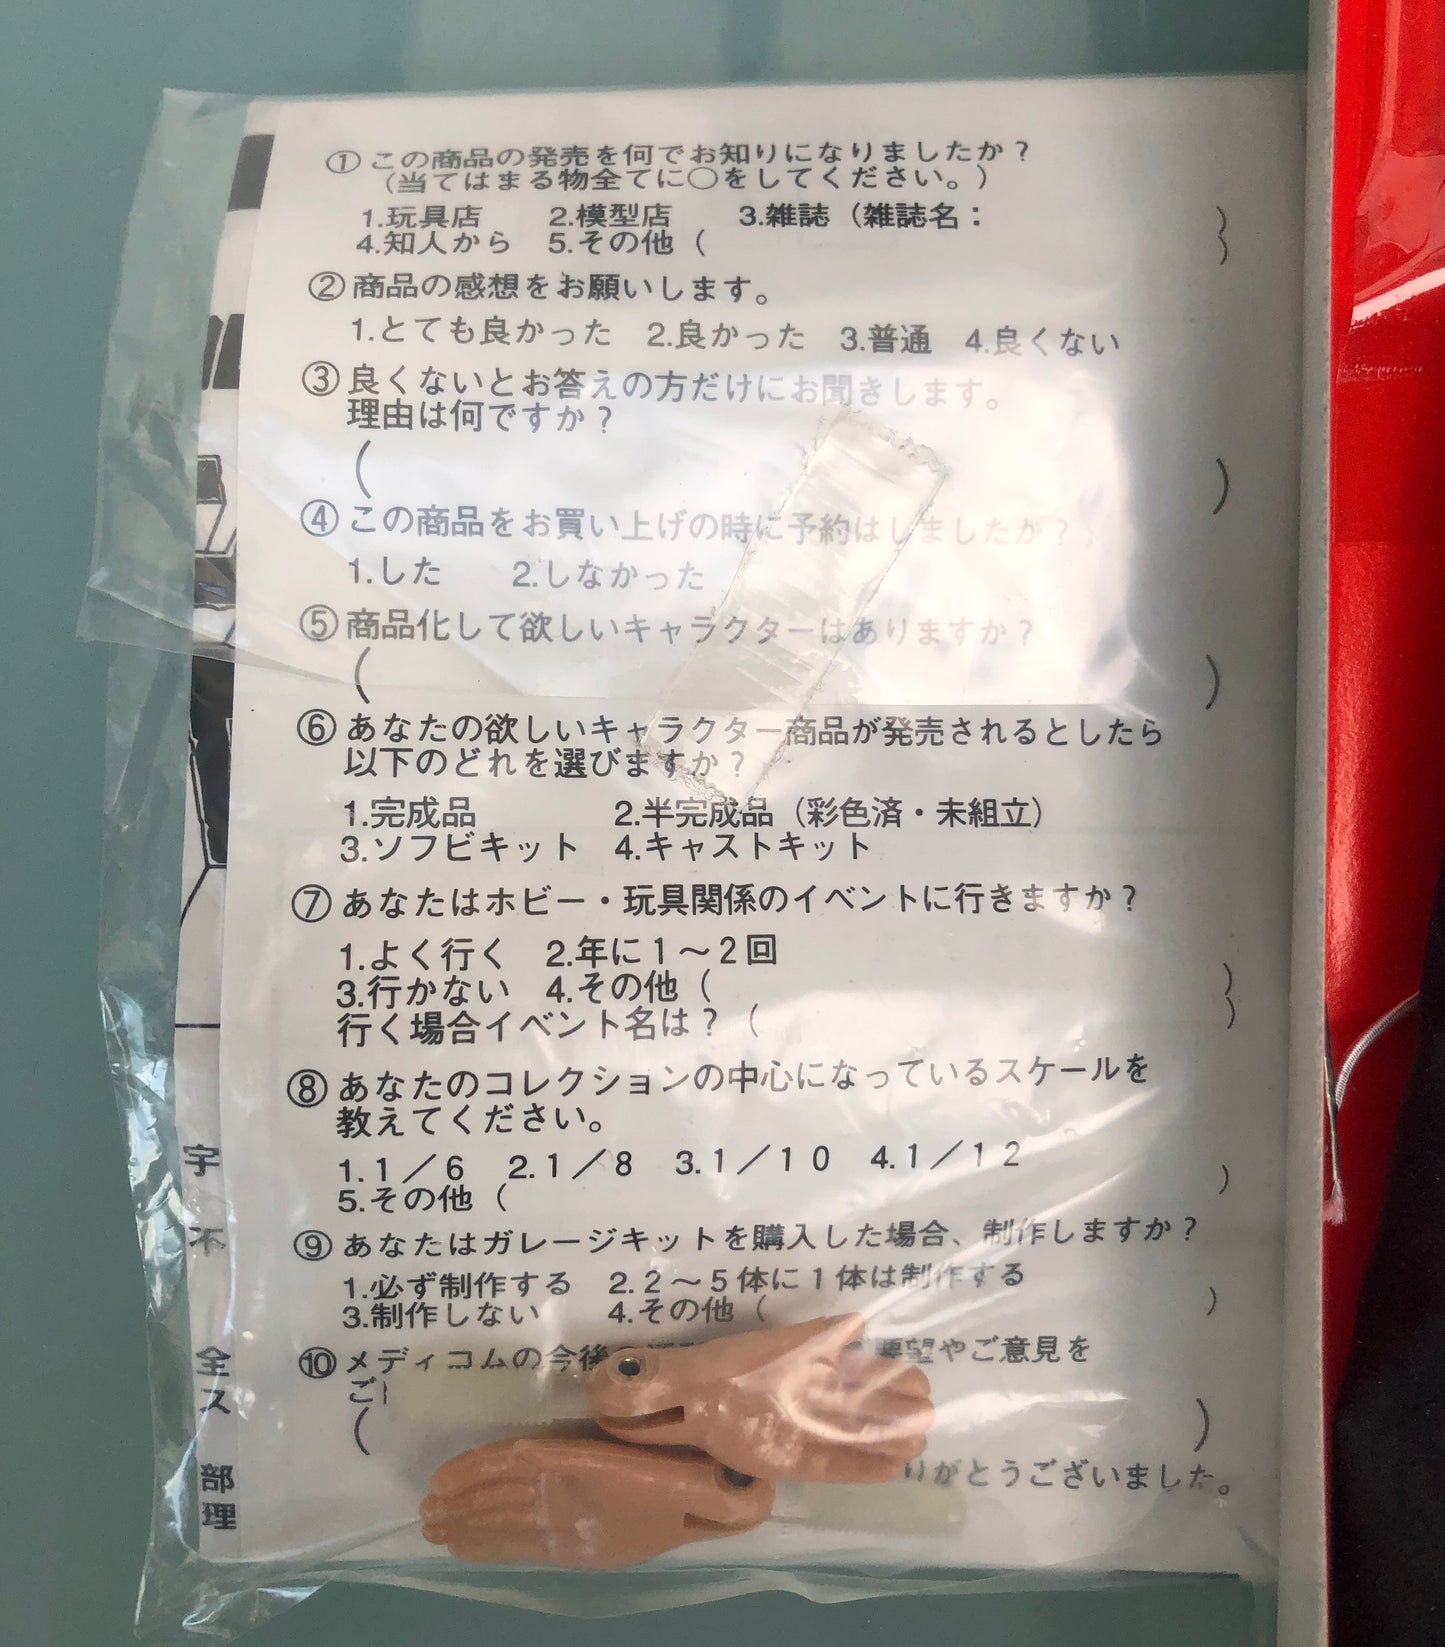 ①この商品の発売を何でお知りになりましたか？
（当てはまる物全てに○をしてください。）
1.玩具店 2.模型店 3.雑誌（雑誌名： ）
4.知人から 5.その他（ ）
②商品の感想をお願いします。
1.とても良かった 2.良かった 3.普通 4.良くない
③良くないとお答えの方だけにお聞きします。
理由は何ですか？
（ ）
④この商品をお買い上げの時に予約はしましたか？
1.した 2.しなかった
⑤商品化して欲しいキャラクターはありますか？
（ ）
⑥あなたの欲しいキャラクター商品が発売されるとしたら
以下のどれを選びますか？
1.完成品 2.半完成品（彩色済・未組立）
3.ソフビキット 4.キャストキット
⑦あなたはホビー・玩具関係のイベントに行きますか？
1.よく行く 2.年に１～２回
3.行かない 4.その他（ ）
行く場合イベント名は？（ ）
⑧あなたのコレクションの中心になっているスケールを
教えてください。
1.１／６ 2.１／８ 3.１／１０ 4.１／１２
5.その他（ ）
⑨あなたはガレージキットを購入した場合、制作しますか？
1.必ず制作する 2.２～５体に１体は制作する
3.制作しない 4.その他（ ）
⑩メディコムの今後 要望やご意見を
ご
（ ）
りがとうございました。
宇
不
全
ス
部
理